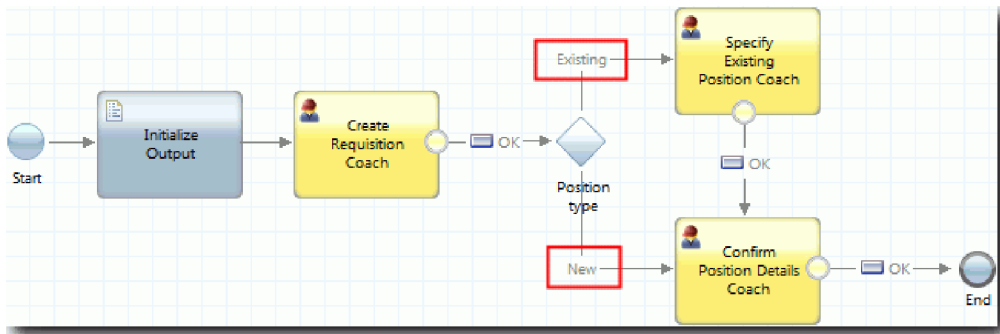 Start
Initialize
Output
Create
Requisition
Coach
OK
Position
type
Existing
Specify
Existing
Position Coach
OK
New
Confirm
Position Details
Coach
OK
End